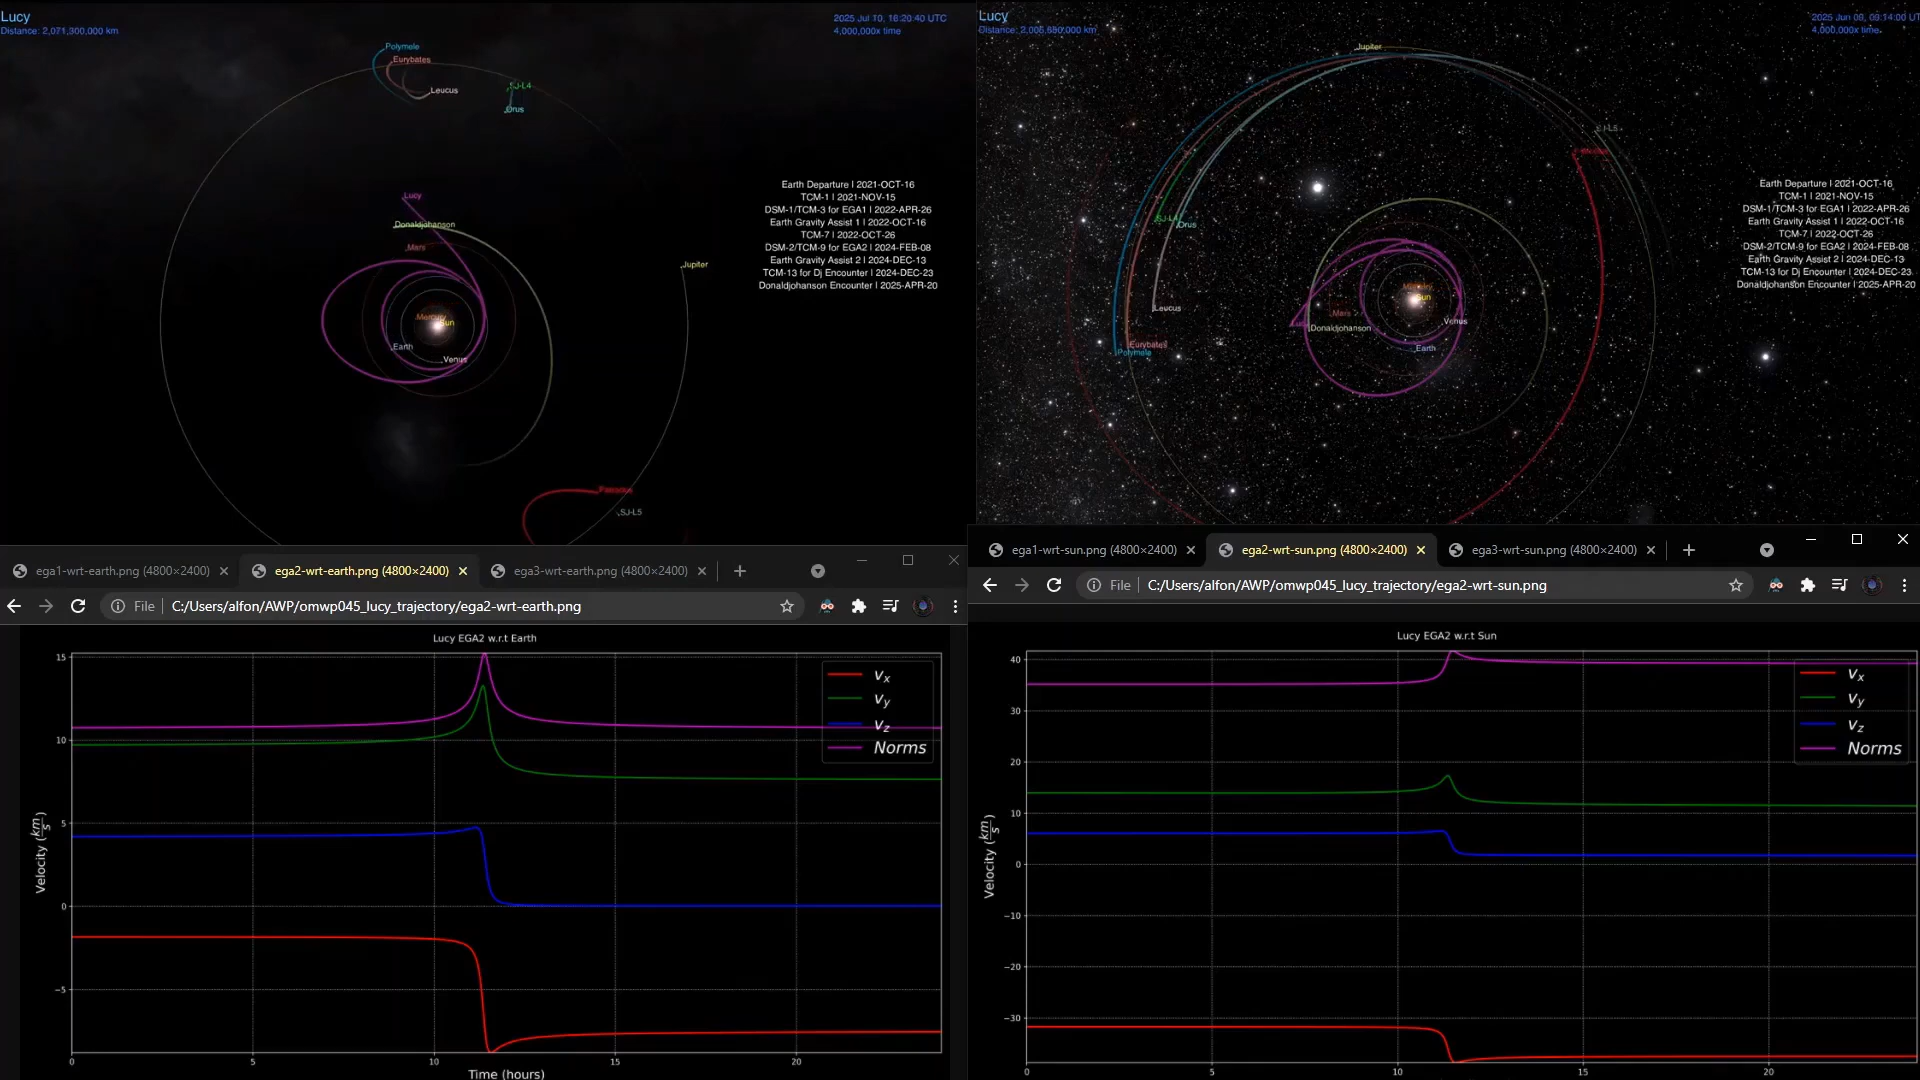 Lucy
Distance: 2,071,300,000 km
2025 Jul 10, 16:20:40 UTC
4,000,000x time
Polymele
Eurybates
Leucus
SJ-L4
Orus
Lucy
Donaldjohanson
Mars
Jupiter
Mercury
Sun
Earth
Venus
SJ-L5
Earth Departure | 2021-OCT-16
TCM-1 | 2021-NOV-15
DSM-1/TCM-3 for EGA1 | 2022-APR-26
Earth Gravity Assist 1 | 2022-OCT-16
TCM-7 | 2022-OCT-26
DSM-2/TCM-9 for EGA2 | 2024-FEB-08
Earth Gravity Assist 2 | 2024-DEC-13
TCM-13 for Dj Encounter | 2024-DEC-23
Donaldjohanson Encounter | 2025-APR-20
Lucy
4,000,000x time
Jupiter
SJ-L5
SJ-L4
Orus
Leucus
Eurybates
Polymele
Mercury
Sun
Mars
Lucy
Donaldjohanson
Venus
Earth
Earth Departure | 2021-OCT-16
TCM-1 | 2021-NOV-15
DSM-1/TCM-3 for EGA1 | 2022-APR-26
Earth Gravity Assist 1 | 2022-OCT-16
TCM-7 | 2022-OCT-26
DSM-2/TCM-9 for EGA2 | 2024-FEB-08
Earth Gravity Assist 2 | 2024-DEC-13
TCM-13 for Dj Encounter | 2024-DEC-23
Donaldjohanson Encounter | 2025-APR-20
ega1-wrt-earth.png (4800×2400)
ega2-wrt-earth.png (4800×2400)
ega3-wrt-earth.png (4800×2400)
File
C:/Users/alfon/AWP/omwp045_lucy_trajectory/ega2-wrt-earth.png
Lucy EGA2 w.r.t Earth
15
10
5
0
−5
Velocity (km/s)
vx
vy
vz
Norms
0 5 10 15 20
Time (hours)
ega1-wrt-sun.png (4800×2400)
ega2-wrt-sun.png (4800×2400)
ega3-wrt-sun.png (4800×2400)
File
C:/Users/alfon/AWP/omwp045_lucy_trajectory/ega2-wrt-sun.png
Lucy EGA2 w.r.t Sun
40
30
20
10
0
−10
−20
−30
Velocity (km/s)
vx
vy
vz
Norms
0 5 10 15 20